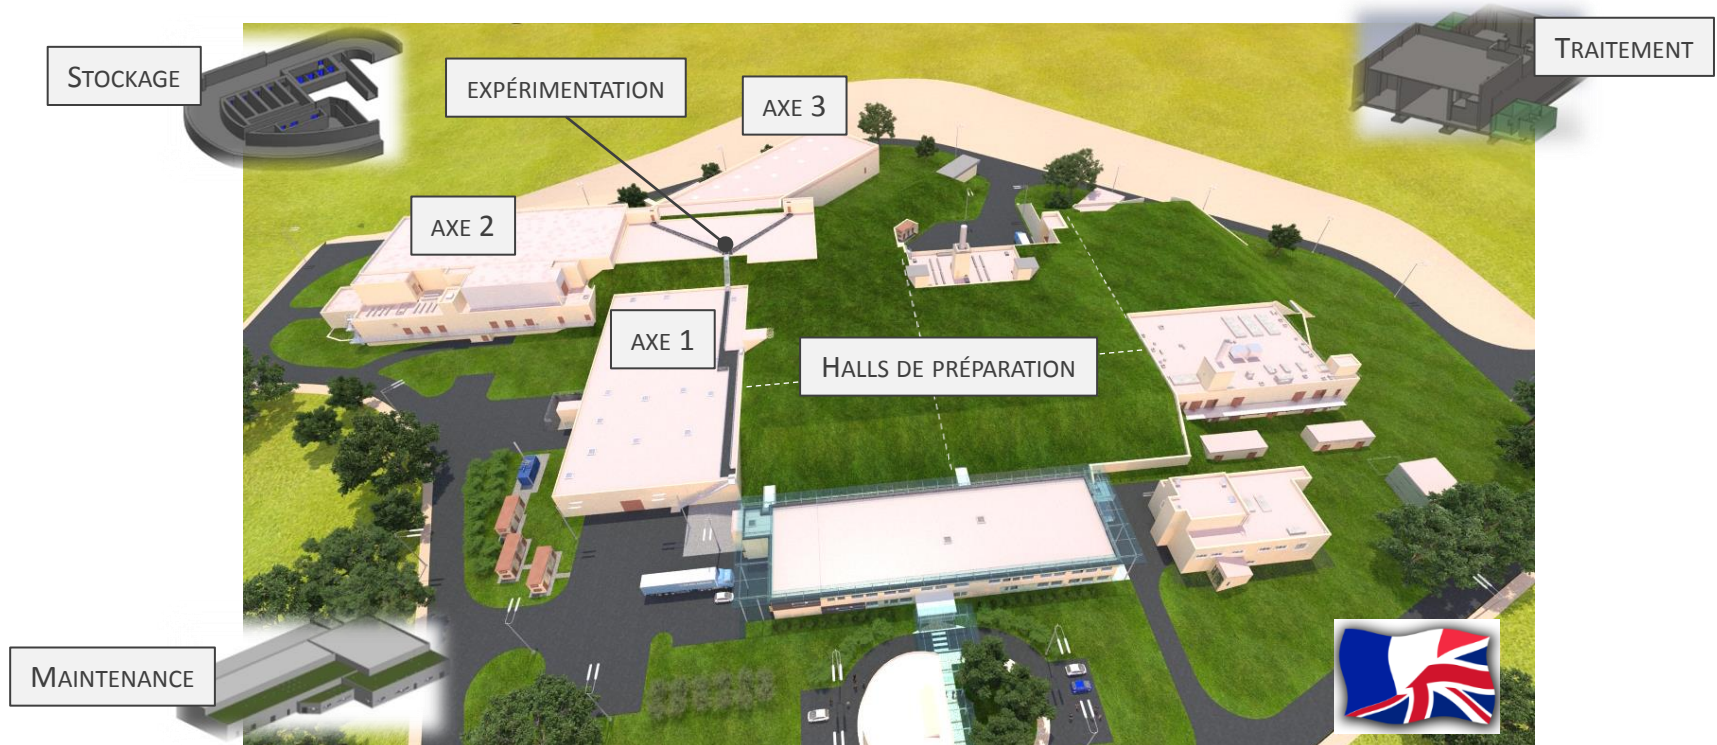 STOCKAGE
TRAITEMENT
EXPÉRIMENTATION
AXE 3
AXE 2
AXE 1
HALLS DE PRÉPARATION
MAINTENANCE